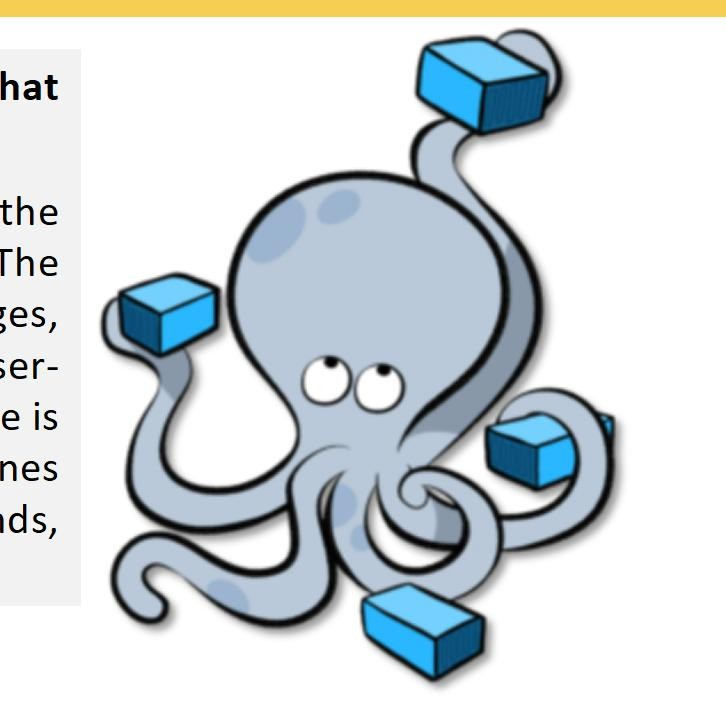 hat
the
The
ges,
ser-
e is
nes
nds,